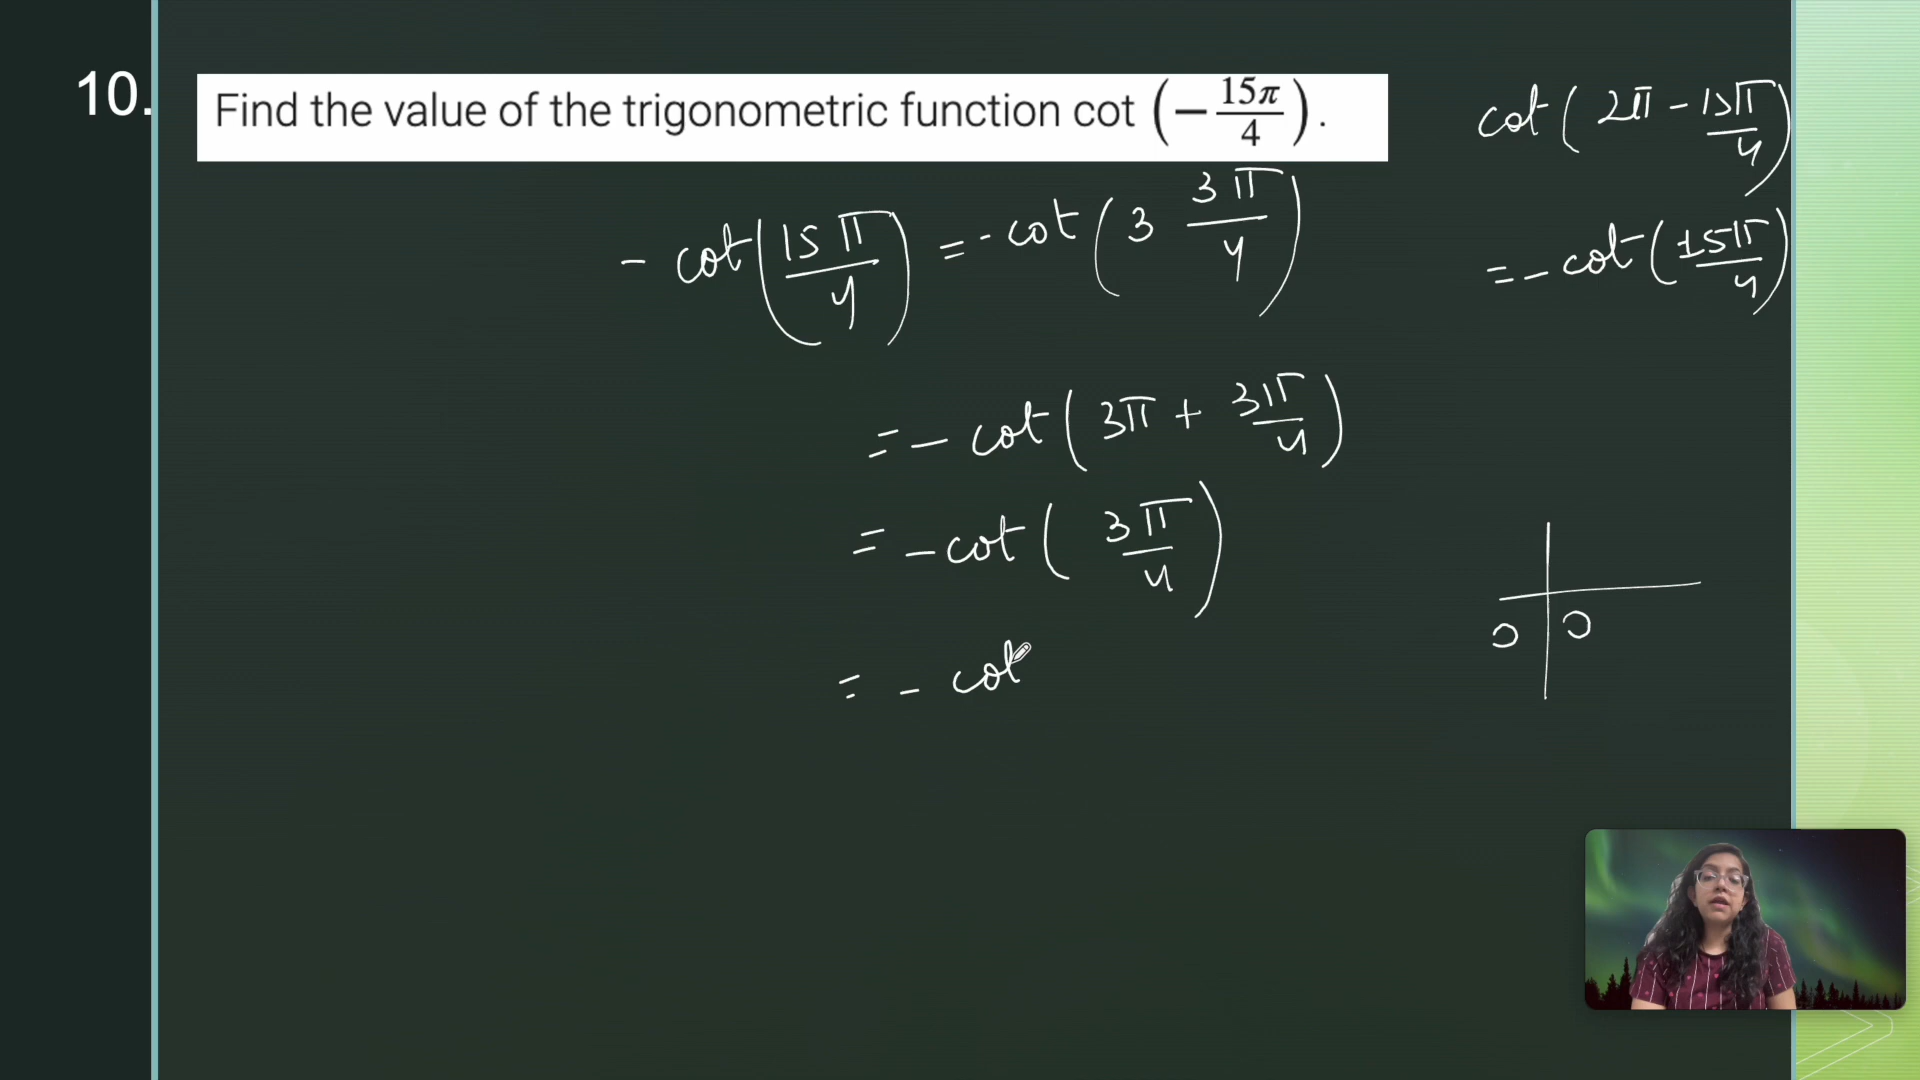 10.
Find the value of the trigonometric function cot (−15π/4).
cot (2π − 15π/4)
= − cot (15π/4)
− cot (15π/4) = − cot (3 3π/4)
= − cot (3π + 3π/4)
= − cot (3π/4)
= − cot